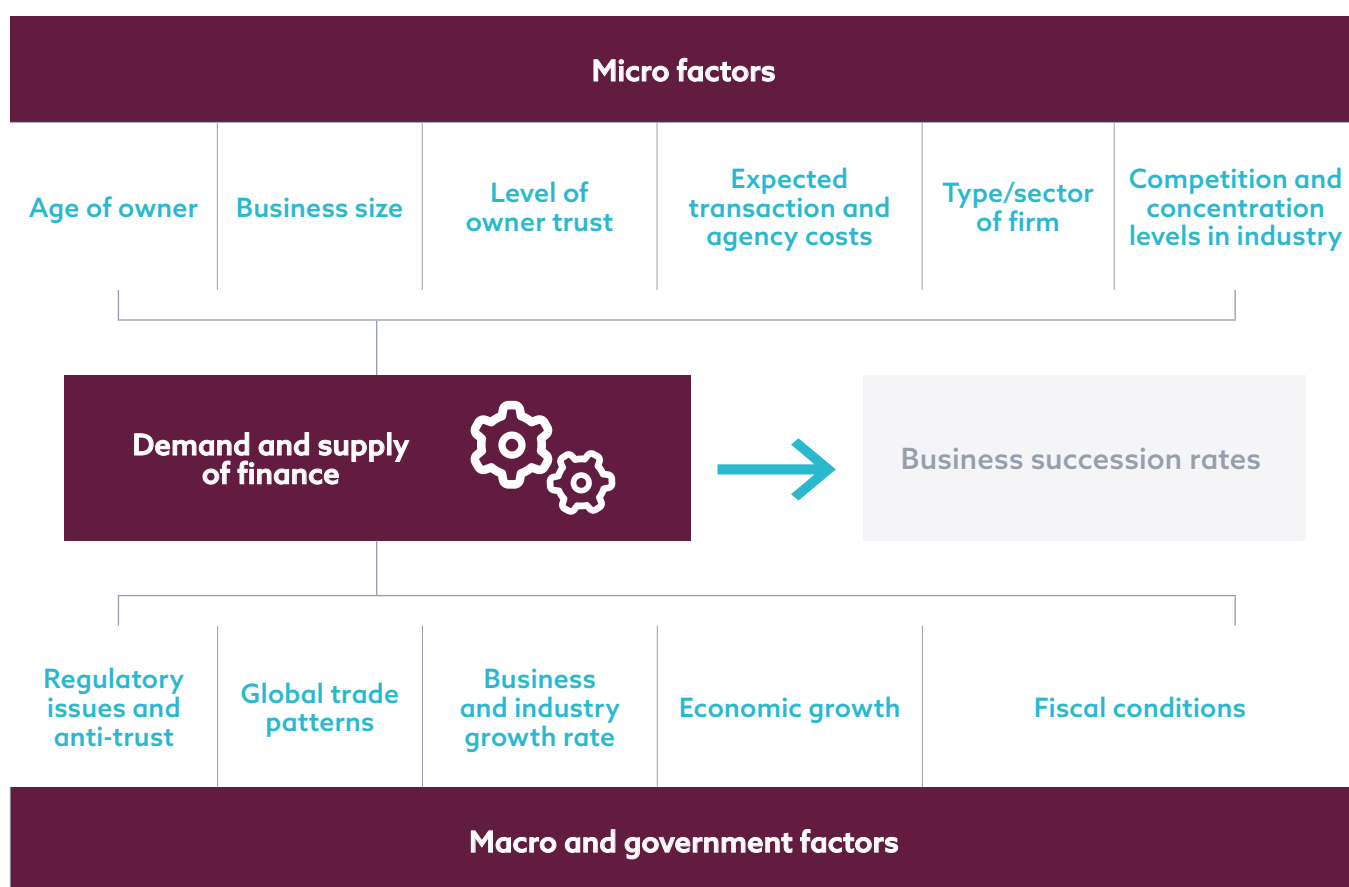 Micro factors
Age of owner
Business size
Level of
owner trust
Expected
transaction and
agency costs
Type/sector
of firm
Competition and
concentration
levels in industry
Demand and supply
of finance
Business succession rates
Regulatory
issues and
anti-trust
Global trade
patterns
Business
and industry
growth rate
Economic growth
Fiscal conditions
Macro and government factors